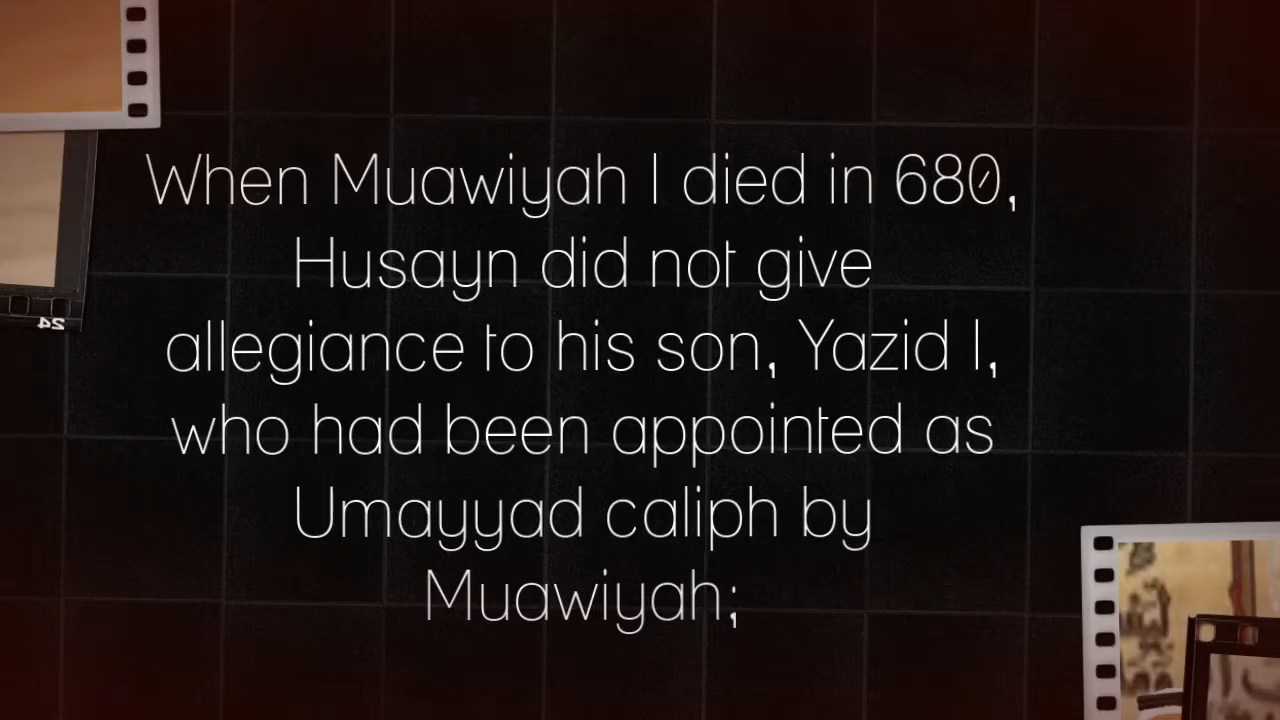 When Muawiyah I died in 680,
Husayn did not give
allegiance to his son, Yazid I,
who had been appointed as
Umayyad caliph by
Muawiyah;
24